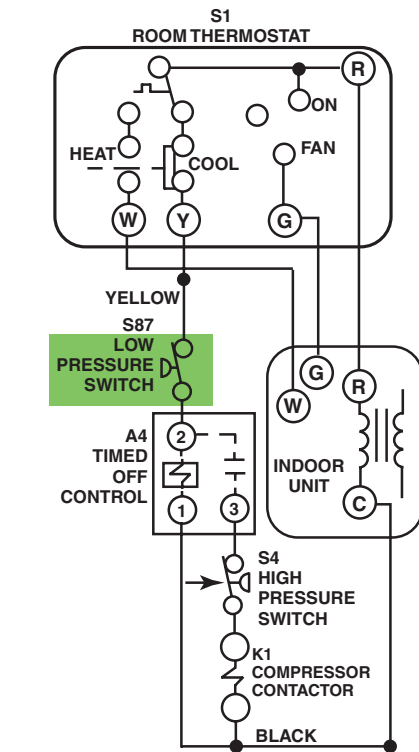 S1
ROOM THERMOSTAT
R
ON
HEAT
COOL
FAN
W
Y
G
YELLOW
S87
LOW
PRESSURE
SWITCH
G
R
W
A4
TIMED
OFF
CONTROL
2
1
3
INDOOR
UNIT
C
S4
HIGH
PRESSURE
SWITCH
K1
COMPRESSOR
CONTACTOR
BLACK